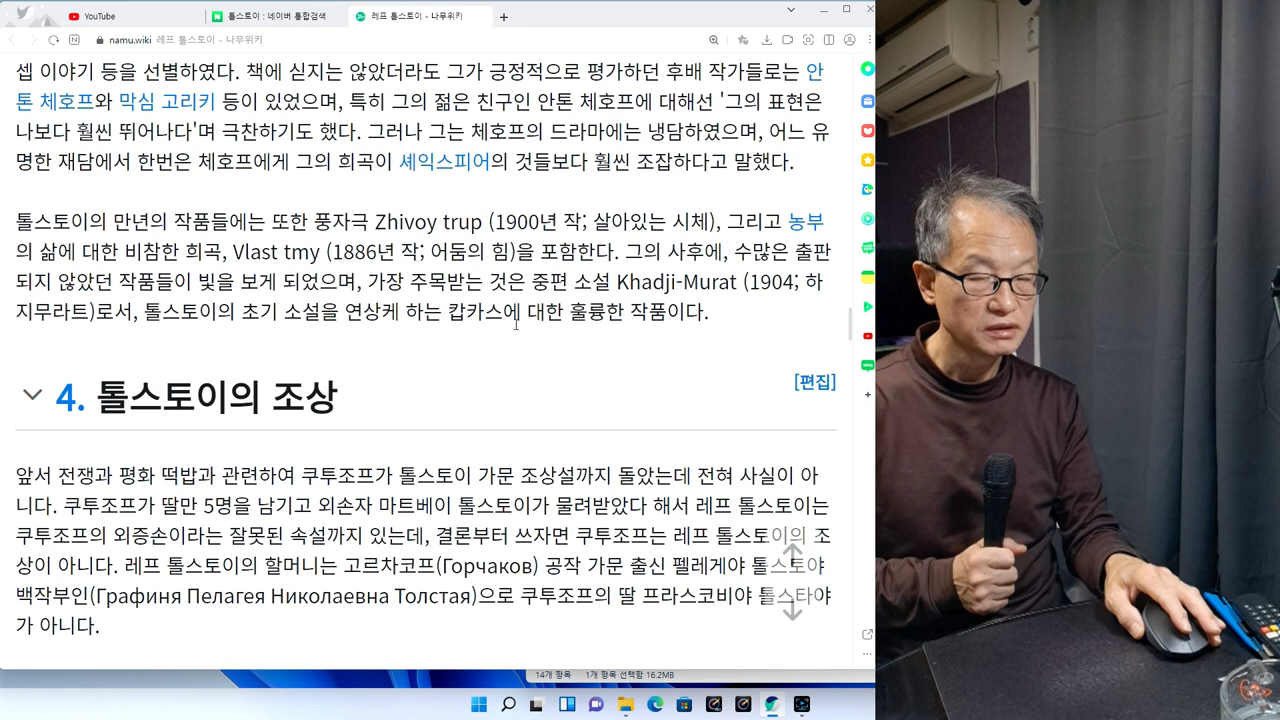 YouTube
톨스토이 : 네이버 통합검색
레프 톨스토이 - 나무위키
namu.wiki 레프 톨스토이 - 나무위키
셉 이야기 등을 선별하였다. 책에 싣지는 않았더라도 그가 긍정적으로 평가하던 후배 작가들로는 안
톤 체호프와 막심 고리키 등이 있었으며, 특히 그의 젊은 친구인 안톤 체호프에 대해선 '그의 표현은
나보다 훨씬 뛰어나다'며 극찬하기도 했다. 그러나 그는 체호프의 드라마에는 냉담하였으며, 어느 유
명한 재담에서 한번은 체호프에게 그의 희곡이 셰익스피어의 것들보다 훨씬 조잡하다고 말했다.
톨스토이의 만년의 작품들에는 또한 풍자극 Zhivoy trup (1900년 작; 살아있는 시체), 그리고 농부
의 삶에 대한 비참한 희곡, Vlast tmy (1886년 작; 어둠의 힘)을 포함한다. 그의 사후에, 수많은 출판
되지 않았던 작품들이 빛을 보게 되었으며, 가장 주목받는 것은 중편 소설 Khadji-Murat (1904; 하
지무라트)로서, 톨스토이의 초기 소설을 연상케 하는 캅카스에 대한 훌륭한 작품이다.
4. 톨스토이의 조상
[편집]
앞서 전쟁과 평화 떡밥과 관련하여 쿠투조프가 톨스토이 가문 조상설까지 돌았는데 전혀 사실이 아
니다. 쿠투조프가 딸만 5명을 남기고 외손자 마트베이 톨스토이가 물려받았다 해서 레프 톨스토이는
쿠투조프의 외증손이라는 잘못된 속설까지 있는데, 결론부터 쓰자면 쿠투조프는 레프 톨스토이의 조
상이 아니다. 레프 톨스토이의 할머니는 고르차코프(Горчаков) 공작 가문 출신 펠레게야 톨스토야
백작부인(Графиня Пелагея Николаевна Толстая)으로 쿠투조프의 딸 프라스코비야 톨스타야
가 아니다.
14개 항목 1개 항목 선택함 16.2MB